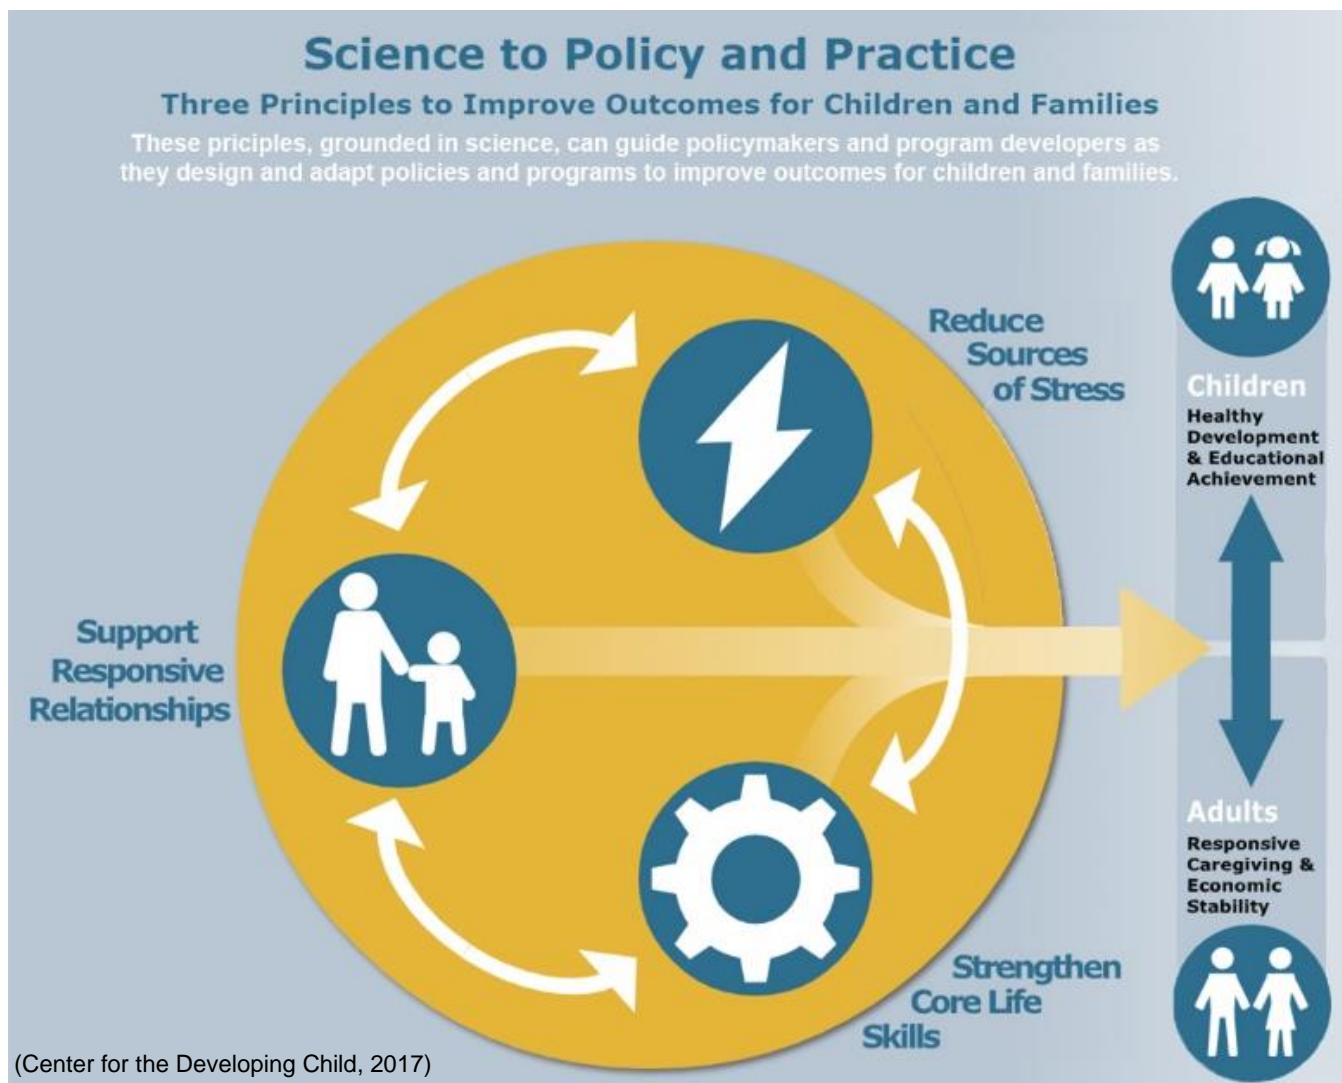 Science to Policy and Practice
Three Principles to Improve Outcomes for Children and Families
These priciples, grounded in science, can guide policymakers and program developers as
they design and adapt policies and programs to improve outcomes for children and families.
Reduce
Sources
of Stress
Support
Responsive
Relationships
Strengthen
Core Life
Skills
Children
Healthy
Development
& Educational
Achievement
Adults
Responsive
Caregiving &
Economic
Stability
(Center for the Developing Child, 2017)